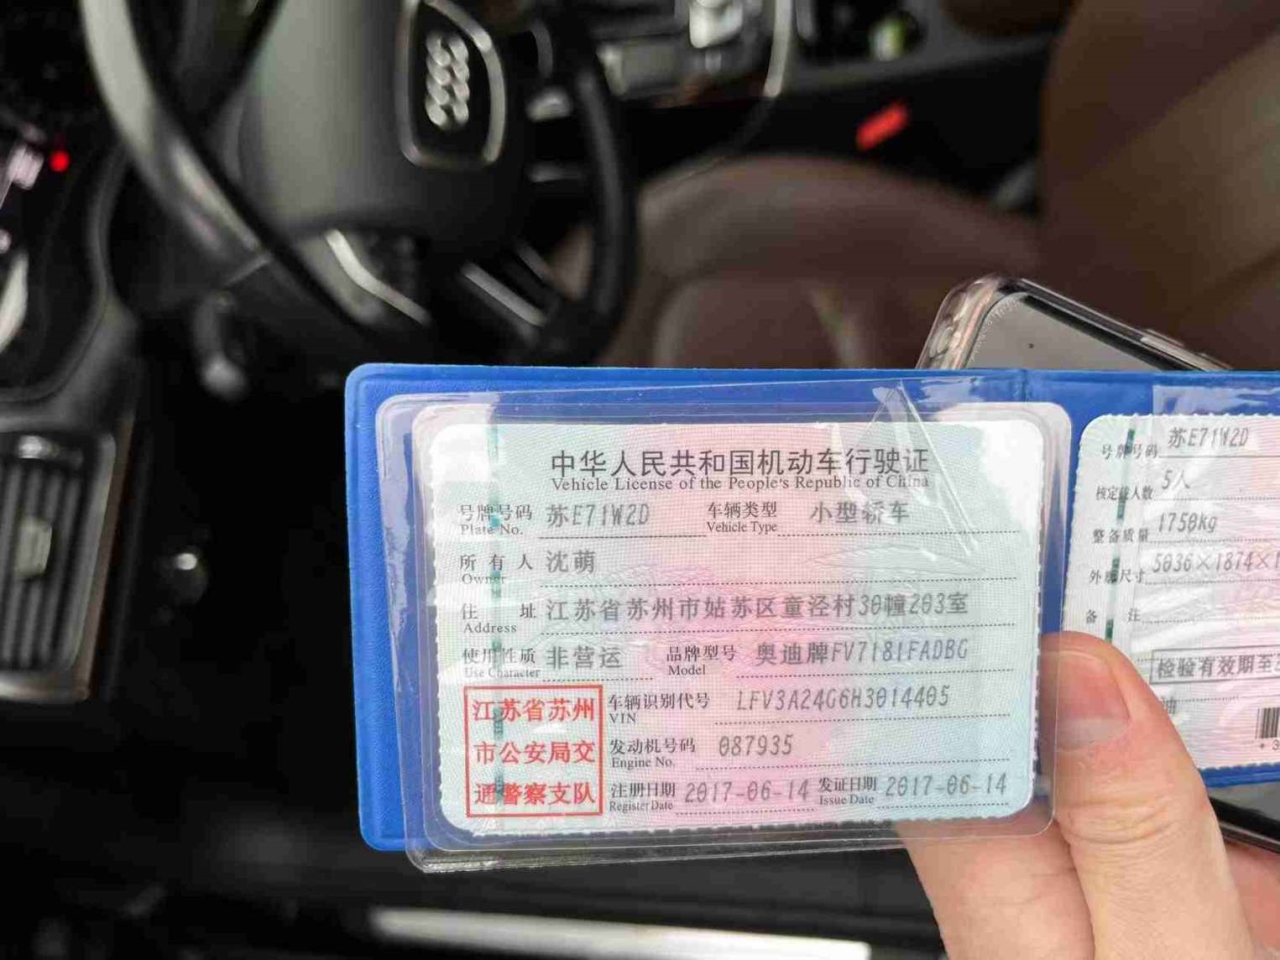 中华人民共和国机动车行驶证
Vehicle License of the People's Republic of China
号牌号码 苏E71W2D 车辆类型 小型轿车
Plate No. Vehicle Type
所有人 沈萌
Owner
住址 江苏省苏州市姑苏区童泾村30幢203室
Address
使用性质 非营运 品牌型号 奥迪牌FV7181FADBG
Use Character Model
江苏省苏州
市公安局交
通警察支队
车辆识别代号 LFV3A24G6H3014405
VIN
发动机号码 087935
Engine No.
注册日期 2017-06-14 发证日期 2017-06-14
Register Date Issue Date
号牌号码 苏E71W2D
核定载人数 5人
整备质量 1750kg
外廓尺寸 5036×1874×1
备注
检验有效期至